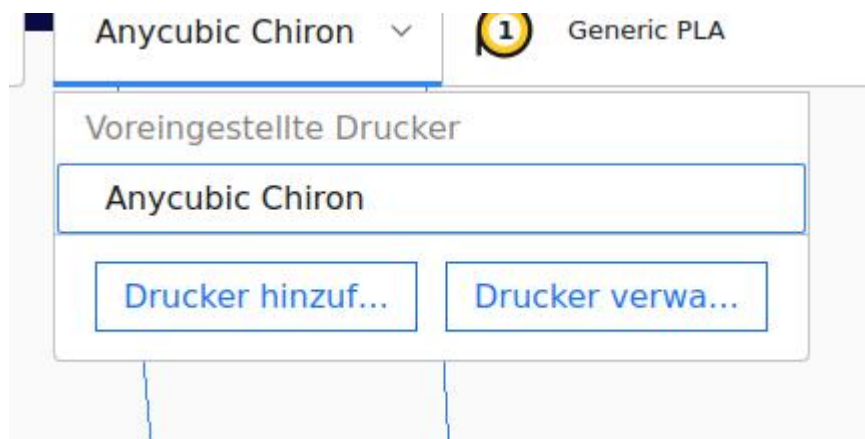 Anycubic Chiron
1 Generic PLA
Voreingestellte Drucker
Anycubic Chiron
Drucker hinzuf...
Drucker verwa...